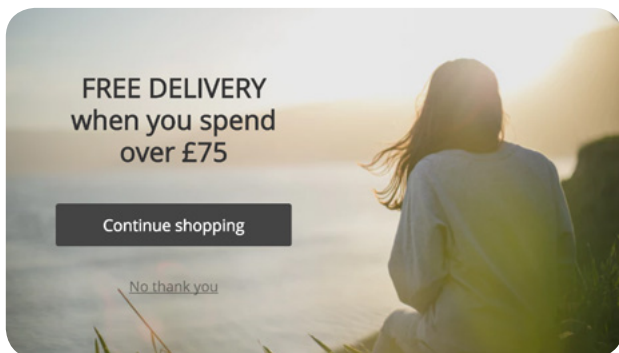 FREE DELIVERY
when you spend
over £75
Continue shopping
No thank you